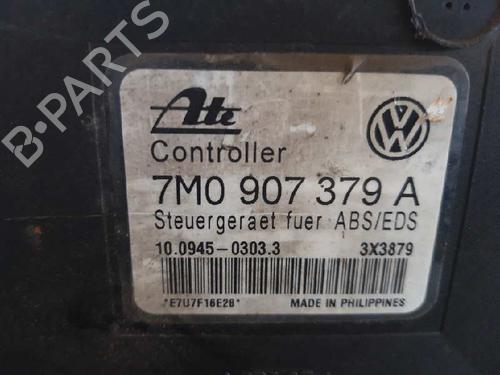 B-PARTS
Ate
VW
Controller
7M0 907 379 A
Steuergeraet fuer ABS/EDS
10.0945-0303.3 3X3879
*E7U7F16E28* MADE IN PHILIPPINES